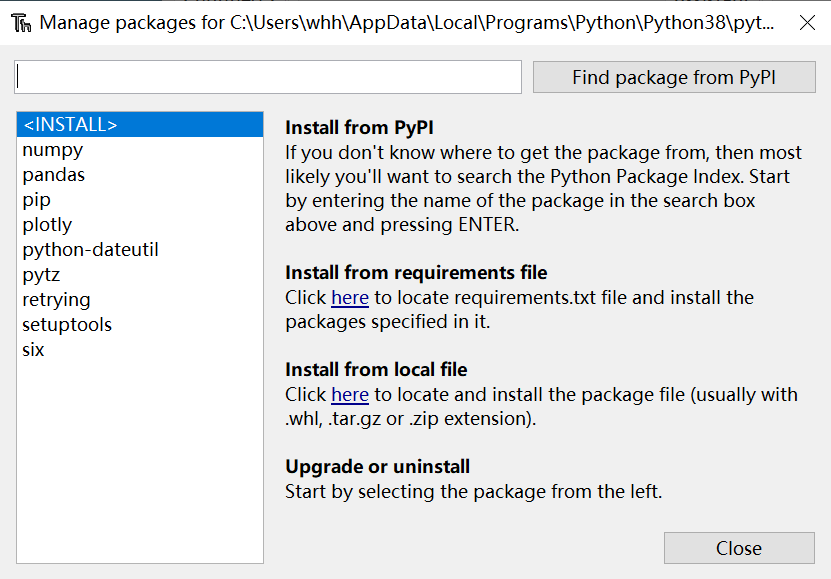 Manage packages for C:\Users\whh\AppData\Local\Programs\Python\Python38\pyt...
Find package from PyPI
<INSTALL>
numpy
pandas
pip
plotly
python-dateutil
pytz
retrying
setuptools
six
Install from PyPI
If you don't know where to get the package from, then most
likely you'll want to search the Python Package Index. Start
by entering the name of the package in the search box
above and pressing ENTER.
Install from requirements file
Click here to locate requirements.txt file and install the
packages specified in it.
Install from local file
Click here to locate and install the package file (usually with
.whl, .tar.gz or .zip extension).
Upgrade or uninstall
Start by selecting the package from the left.
Close